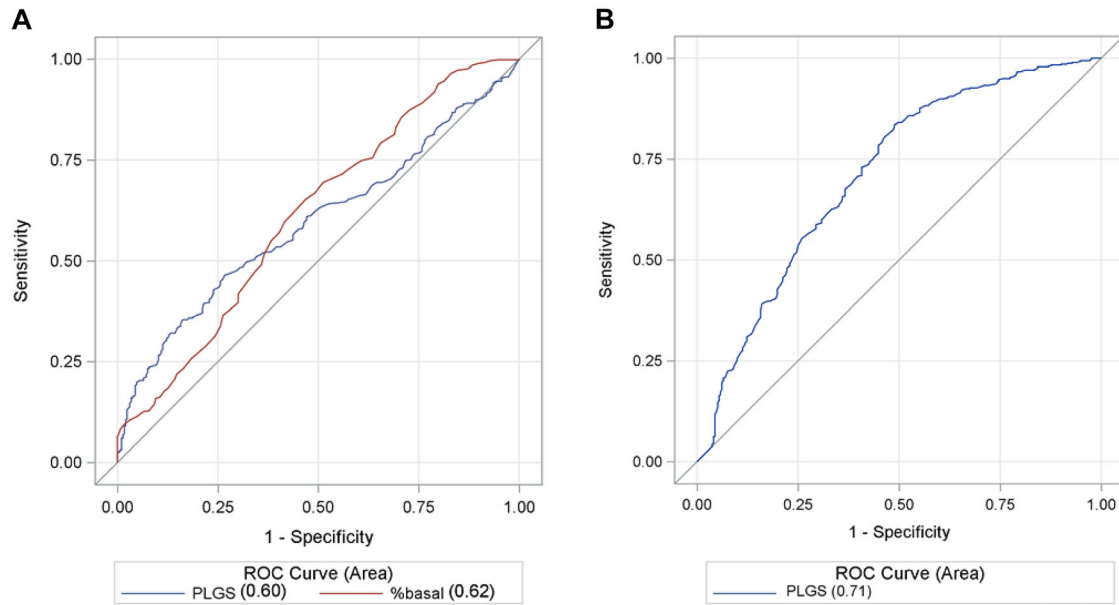 A
1.00
0.75
0.50
0.25
0.00
Sensitivity
0.00 0.25 0.50 0.75 1.00
1 - Specificity
ROC Curve (Area)
PLGS (0.60) %basal (0.62)
B
1.00
0.75
0.50
0.25
0.00
Sensitivity
0.00 0.25 0.50 0.75 1.00
1 - Specificity
ROC Curve (Area)
PLGS (0.71)